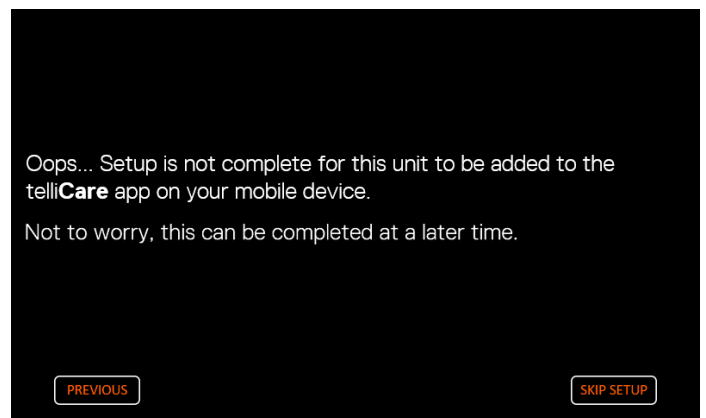 Oops... Setup is not complete for this unit to be added to the
telliCare app on your mobile device.
Not to worry, this can be completed at a later time.
PREVIOUS
SKIP SETUP